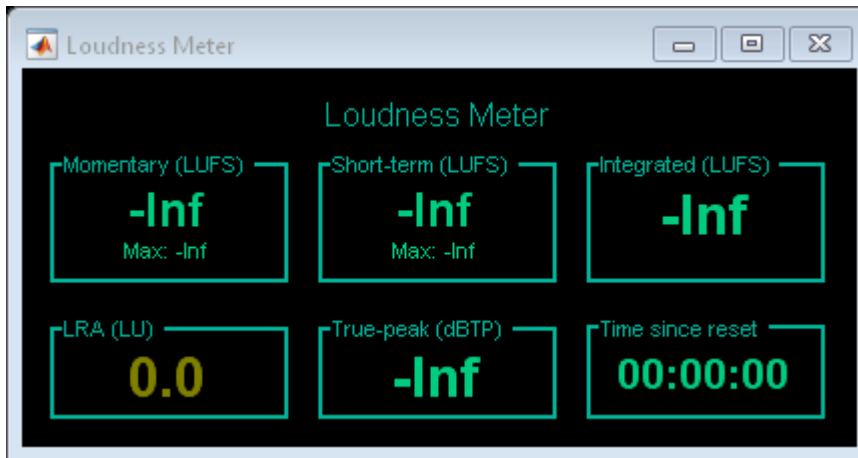 Loudness Meter
Loudness Meter
Momentary (LUFS)
-Inf
Max: -Inf
Short-term (LUFS)
-Inf
Max: -Inf
Integrated (LUFS)
-Inf
LRA (LU)
0.0
True-peak (dBTP)
-Inf
Time since reset
00:00:00